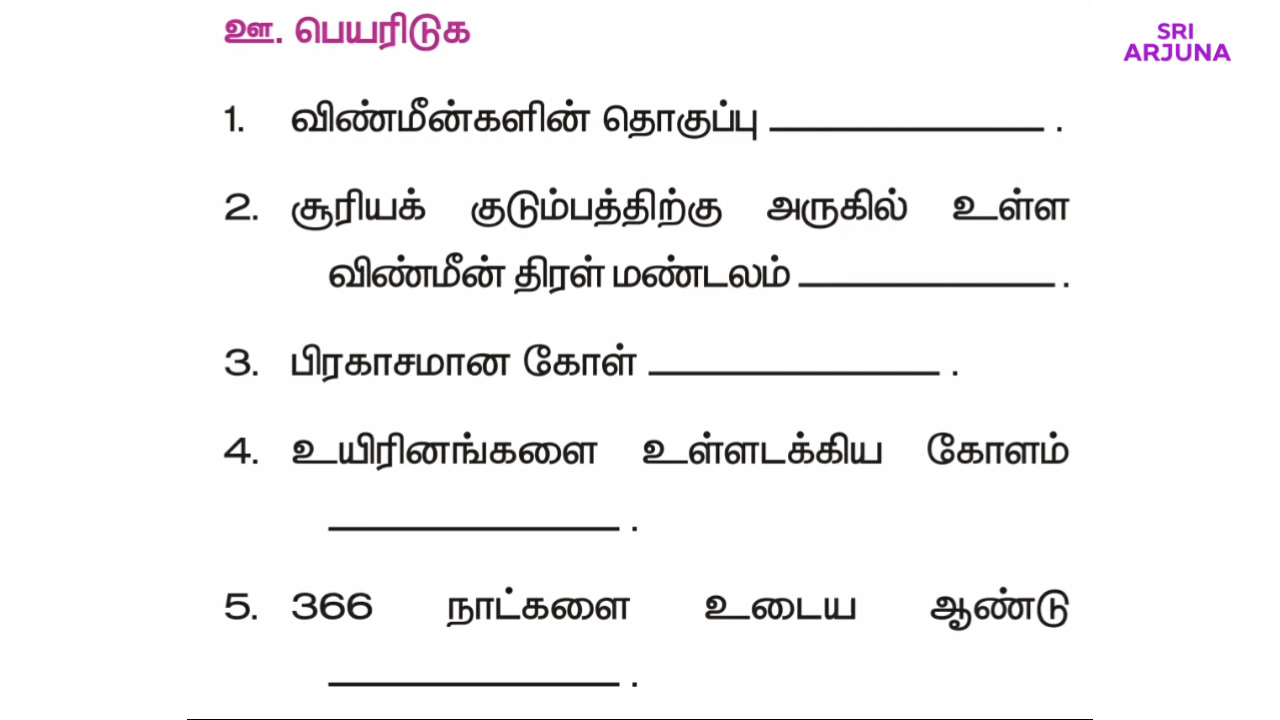 ஊ. பெயரிடுக
SRI
ARJUNA
1. விண்மீன்களின் தொகுப்பு ____________ .
2. சூரியக் குடும்பத்திற்கு அருகில் உள்ள
விண்மீன் திரள் மண்டலம் ____________ .
3. பிரகாசமான கோள் ____________ .
4. உயிரினங்களை உள்ளடக்கிய கோளம்
____________ .
5. 366 நாட்களை உடைய ஆண்டு
____________ .